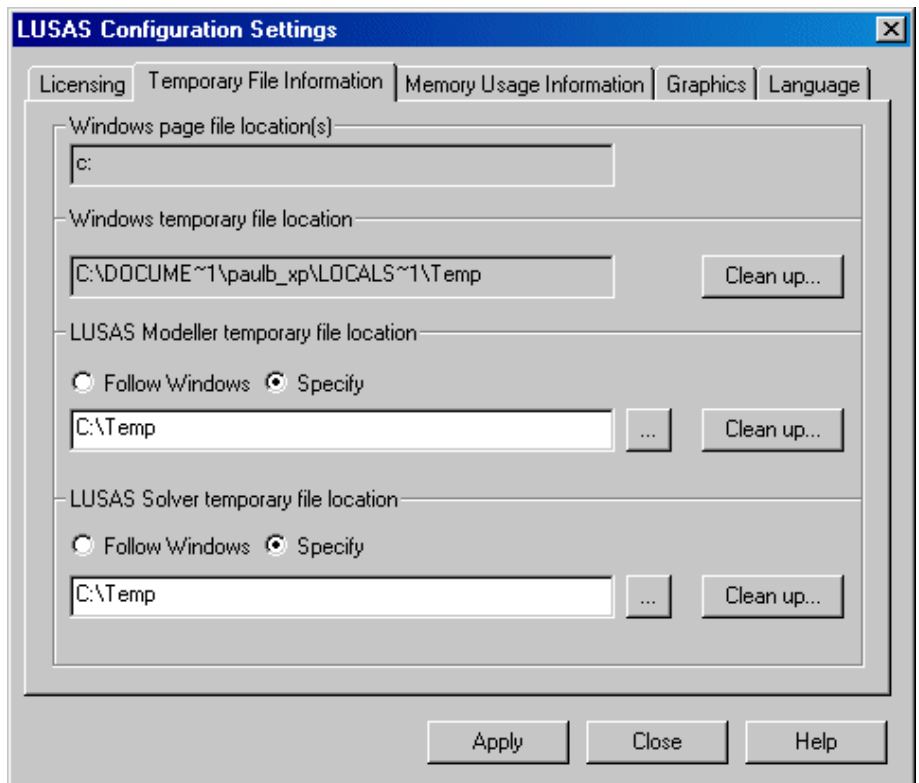 LUSAS Configuration Settings
Licensing Temporary File Information Memory Usage Information Graphics Language
Windows page file location(s)
c:
Windows temporary file location
C:\DOCUME~1\paulb_xp\LOCALS~1\Temp Clean up...
LUSAS Modeller temporary file location
Follow Windows Specify
C:\Temp ... Clean up...
LUSAS Solver temporary file location
Follow Windows Specify
C:\Temp ... Clean up...
Apply Close Help